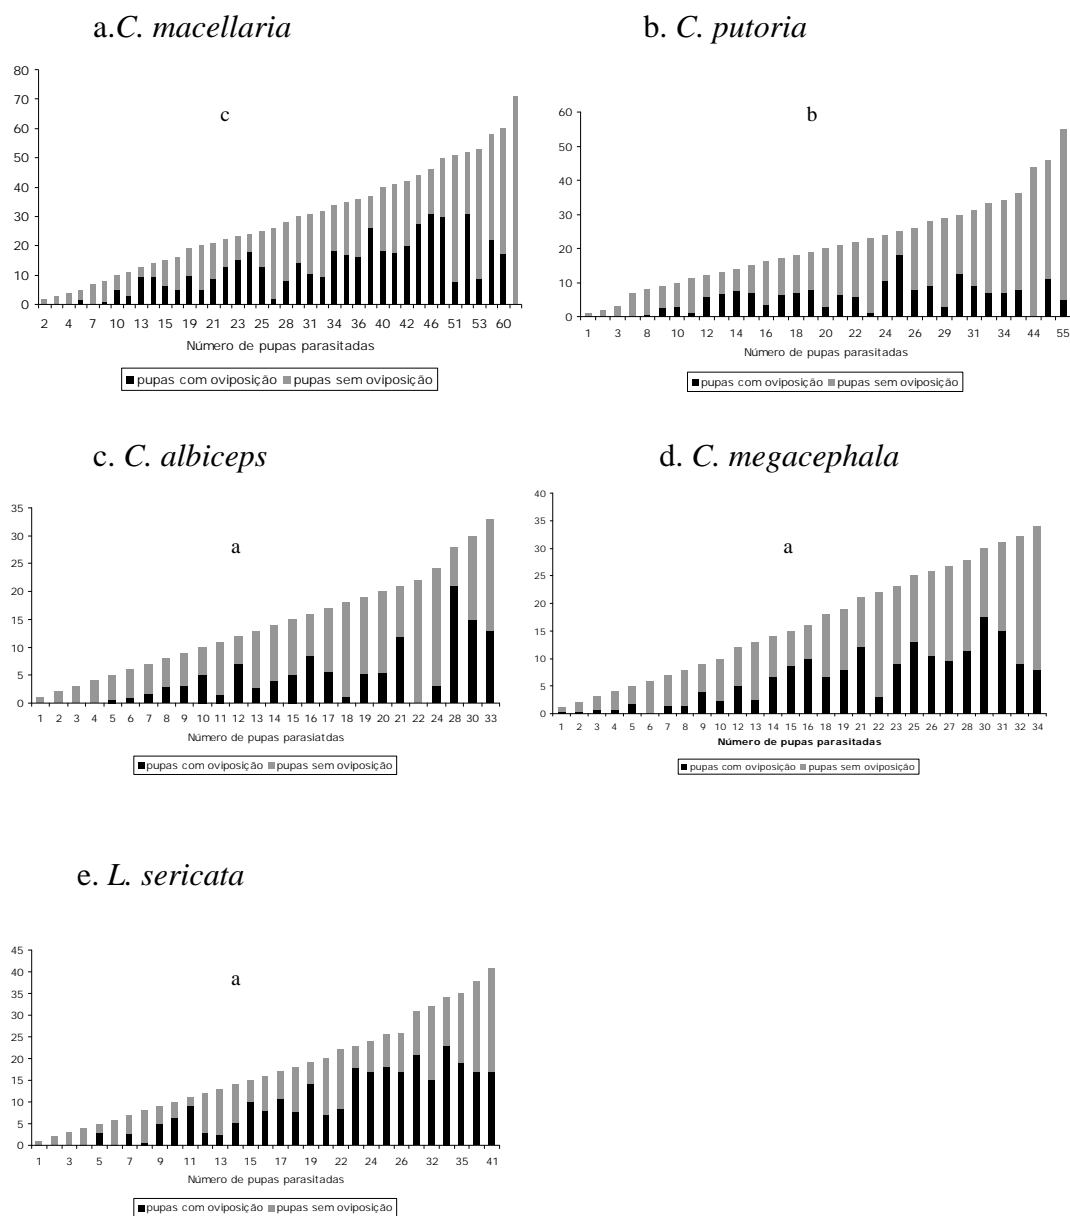 a.C. macellaria
80
70
60
50
40
30
20
10
0
c
2 4 7 10 13 15 19 21 23 25 28 31 34 36 40 42 46 51 53 60
Número de pupas parasitadas
pupas com oviposição pupas sem oviposição
b. C. putoria
60
50
40
30
20
10
0
b
1 3 8 10 12 14 16 18 20 22 24 26 29 31 34 44 55
Número de pupas parasitadas
pupas com oviposição pupas sem oviposição
c. C. albiceps
35
30
25
20
15
10
5
0
a
1 2 3 4 5 6 7 8 9 10 11 12 13 14 15 16 17 18 19 20 21 22 24 28 30 33
Número de pupas parasiatdas
pupas com oviposição pupas sem oviposição
d. C. megacephala
40
35
30
25
20
15
10
5
0
a
1 2 3 4 5 6 7 8 9 10 12 13 14 15 16 18 19 21 22 23 25 26 27 28 30 31 32 34
Número de pupas parasitadas
pupas com oviposição pupas sem oviposição
e. L. sericata
45
40
35
30
25
20
15
10
5
0
a
1 3 5 7 9 11 13 15 17 19 22 24 26 32 35 41
Número de pupas parasitadas
pupas com oviposição pupas sem oviposição